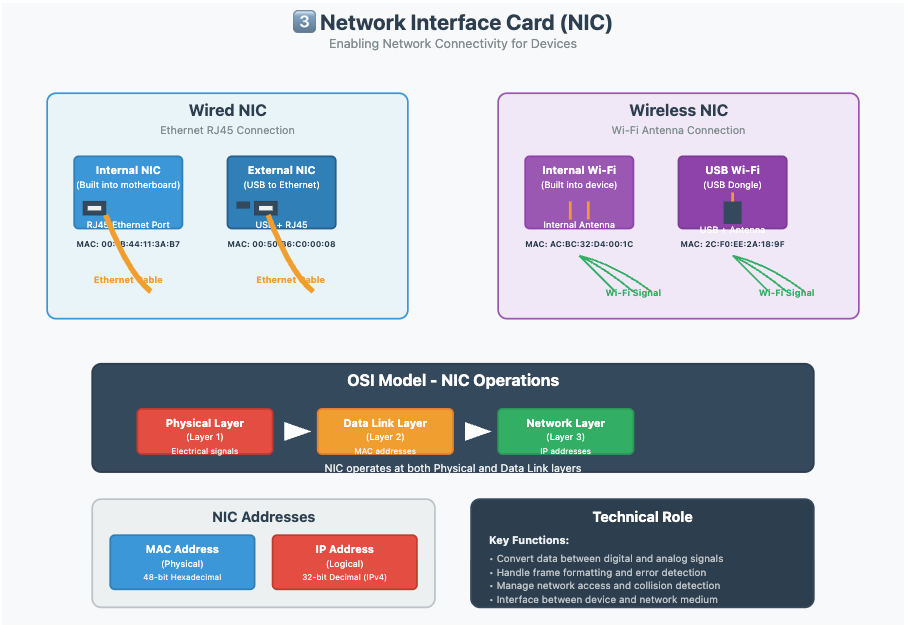 3 Network Interface Card (NIC)
Enabling Network Connectivity for Devices
Wired NIC
Ethernet RJ45 Connection
Internal NIC
(Built into motherboard)
RJ45 Ethernet Port
MAC: 00:1B:44:11:3A:B7
Ethernet Cable
External NIC
(USB to Ethernet)
USB + RJ45
MAC: 00:50:B6:C0:00:08
Ethernet Cable
Wireless NIC
Wi-Fi Antenna Connection
Internal Wi-Fi
(Built into device)
Internal Antenna
MAC: AC:BC:32:D4:00:1C
Wi-Fi Signal
USB Wi-Fi
(USB Dongle)
USB + Antenna
MAC: 2C:F0:EE:2A:18:9F
Wi-Fi Signal
OSI Model - NIC Operations
Physical Layer
(Layer 1)
Electrical signals
Data Link Layer
(Layer 2)
MAC addresses
Network Layer
(Layer 3)
IP addresses
NIC operates at both Physical and Data Link layers
NIC Addresses
MAC Address
(Physical)
48-bit Hexadecimal
IP Address
(Logical)
32-bit Decimal (IPv4)
Technical Role
Key Functions:
• Convert data between digital and analog signals
• Handle frame formatting and error detection
• Manage network access and collision detection
• Interface between device and network medium